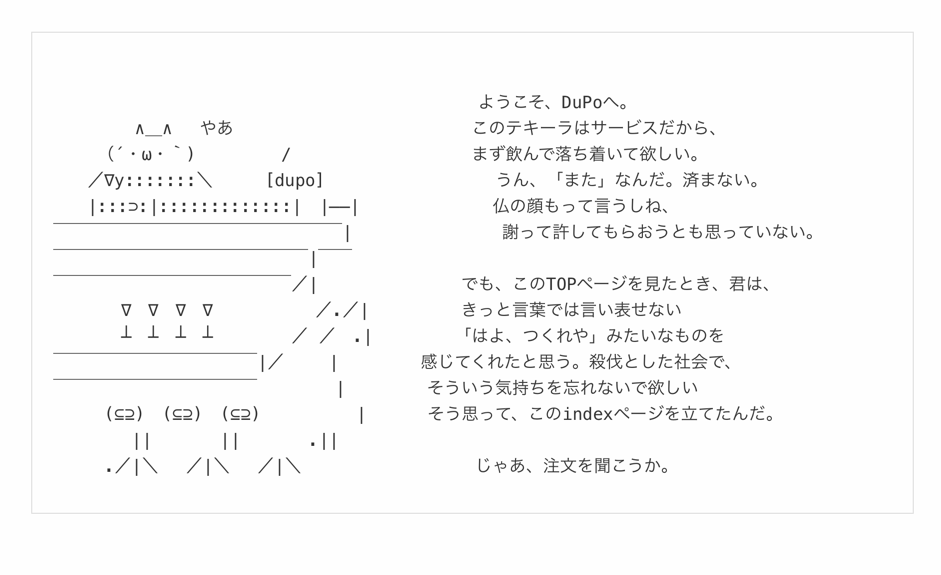 ようこそ、DuPoへ。
やあ
このテキーラはサービスだから、
まず飲んで落ち着いて欲しい。
[dupo]
うん、「また」なんだ。済まない。
仏の顔もって言うしね、
謝って許してもらおうとも思っていない。
でも、このTOPページを見たとき、君は、
きっと言葉では言い表せない
「はよ、つくれや」みたいなものを
感じてくれたと思う。殺伐とした社会で、
そういう気持ちを忘れないで欲しい
そう思って、このindexページを立てたんだ。
じゃあ、注文を聞こうか。